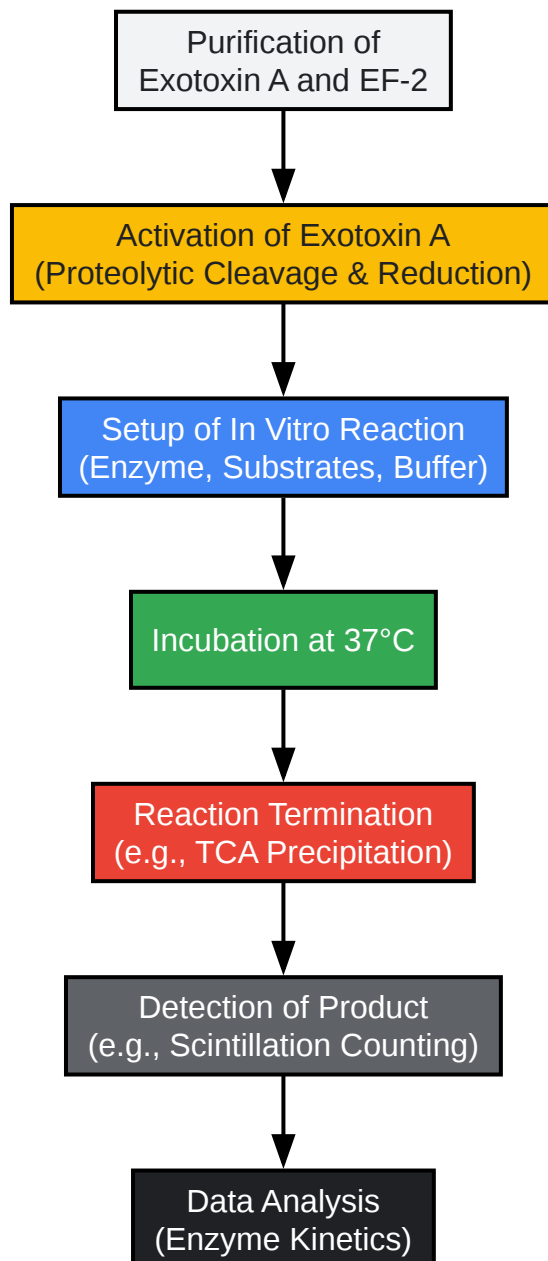 Purification of
Exotoxin A and EF-2
Activation of Exotoxin A
(Proteolytic Cleavage & Reduction)
Setup of In Vitro Reaction
(Enzyme, Substrates, Buffer)
Incubation at 37°C
Reaction Termination
(e.g., TCA Precipitation)
Detection of Product
(e.g., Scintillation Counting)
Data Analysis
(Enzyme Kinetics)